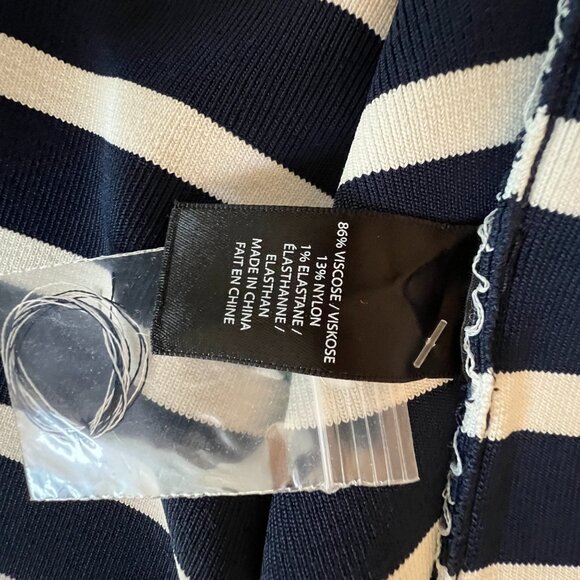 86% VISCOSE / VISKOSE
13% NYLON
1% ELASTANE /
ÉLASTHANNE /
ELASTHAN
MADE IN CHINA
FAIT EN CHINE